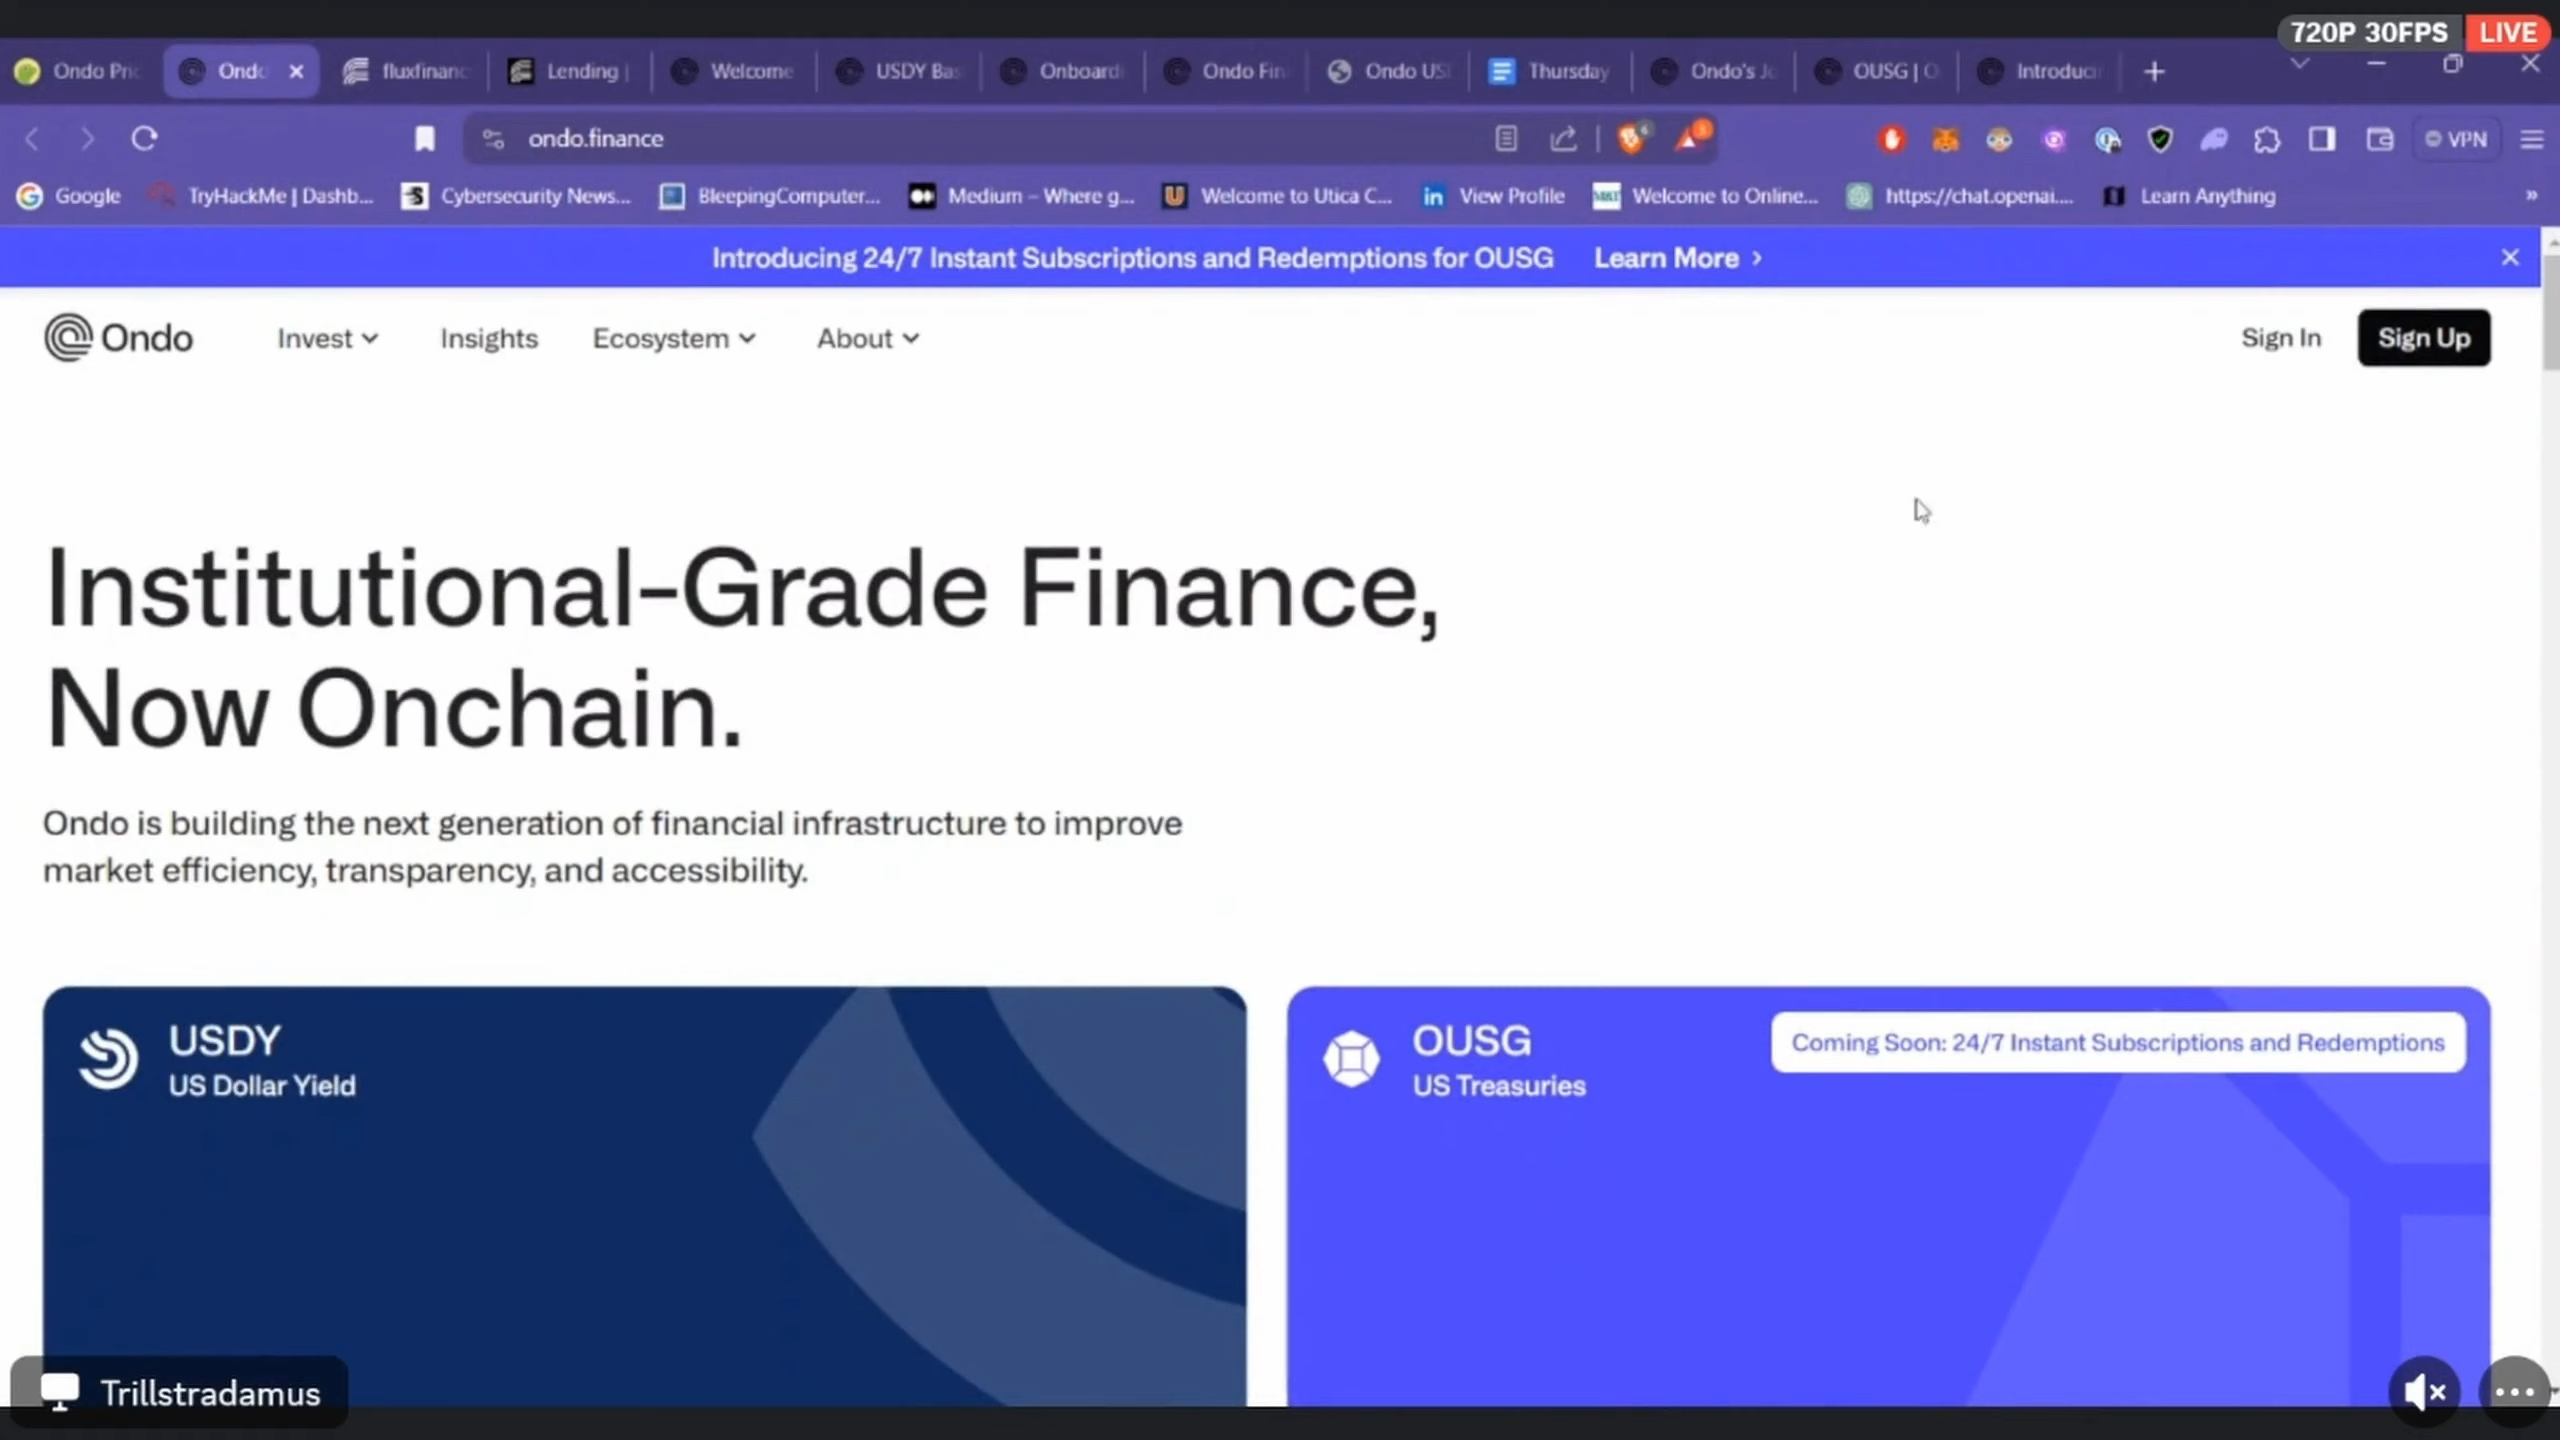 720P 30FPS LIVE
Ondo Pric
Ondo
fluxfinanc
Lending |
Welcome
USDY Bas
Onboardi
Ondo Fin
Ondo US
Thursday
Ondo's Jo
OUSG | O
Introduci
ondo.finance
VPN
Google
TryHackMe | Dashb...
Cybersecurity News...
BleepingComputer...
Medium – Where g...
Welcome to Utica C...
View Profile
Welcome to Online...
https://chat.openai....
Learn Anything
Introducing 24/7 Instant Subscriptions and Redemptions for OUSG Learn More
Ondo
Invest
Insights
Ecosystem
About
Sign In
Sign Up
Institutional-Grade Finance,
Now Onchain.
Ondo is building the next generation of financial infrastructure to improve
market efficiency, transparency, and accessibility.
USDY
US Dollar Yield
OUSG
US Treasuries
Coming Soon: 24/7 Instant Subscriptions and Redemptions
Trillstradamus